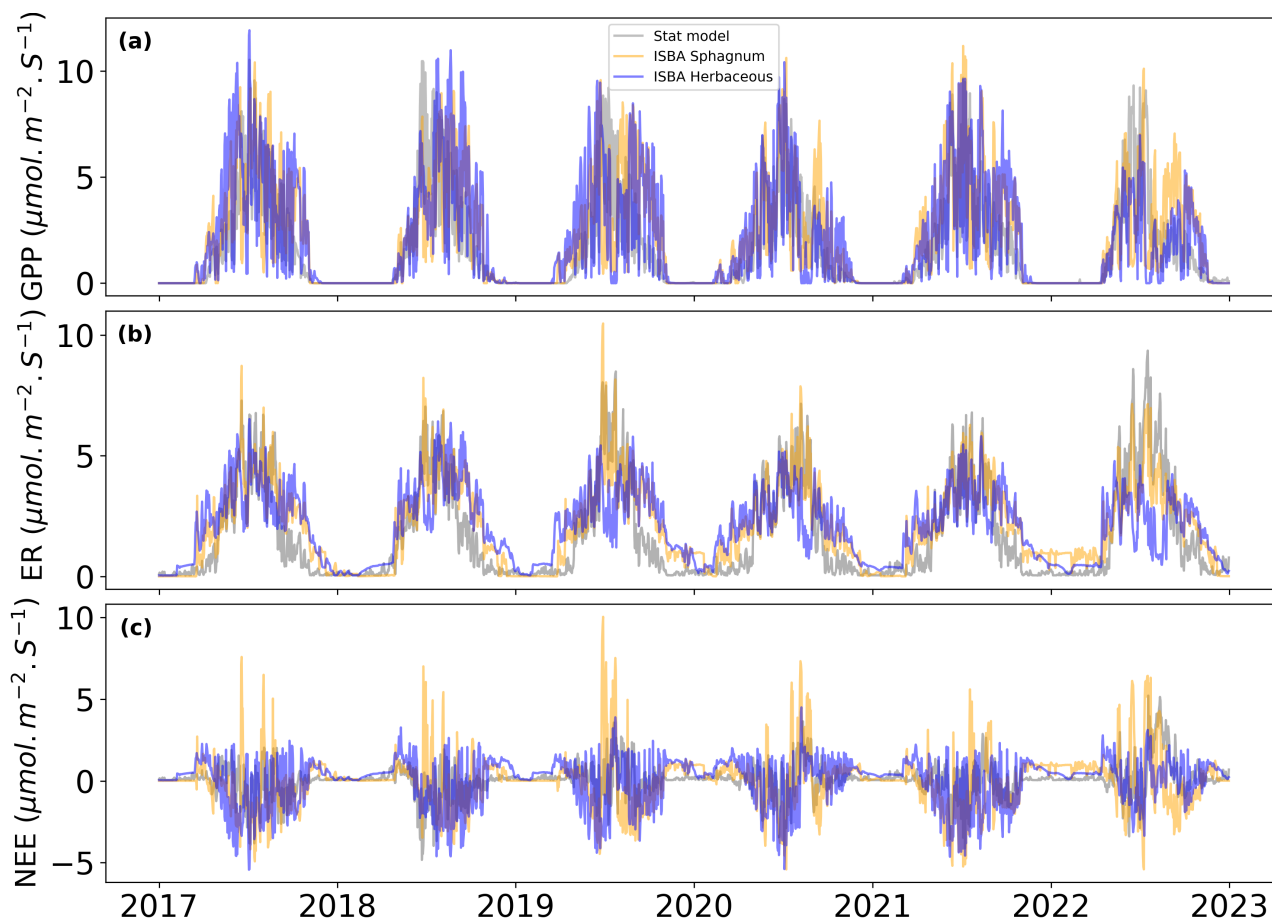 (a)
Stat model
ISBA Sphagnum
ISBA Herbaceous
GPP (μmol. m⁻². S⁻¹)
10
5
0
(b)
ER (μmol. m⁻². S⁻¹)
10
5
0
(c)
NEE (μmol. m⁻². S⁻¹)
10
5
0
−5
2017 2018 2019 2020 2021 2022 2023